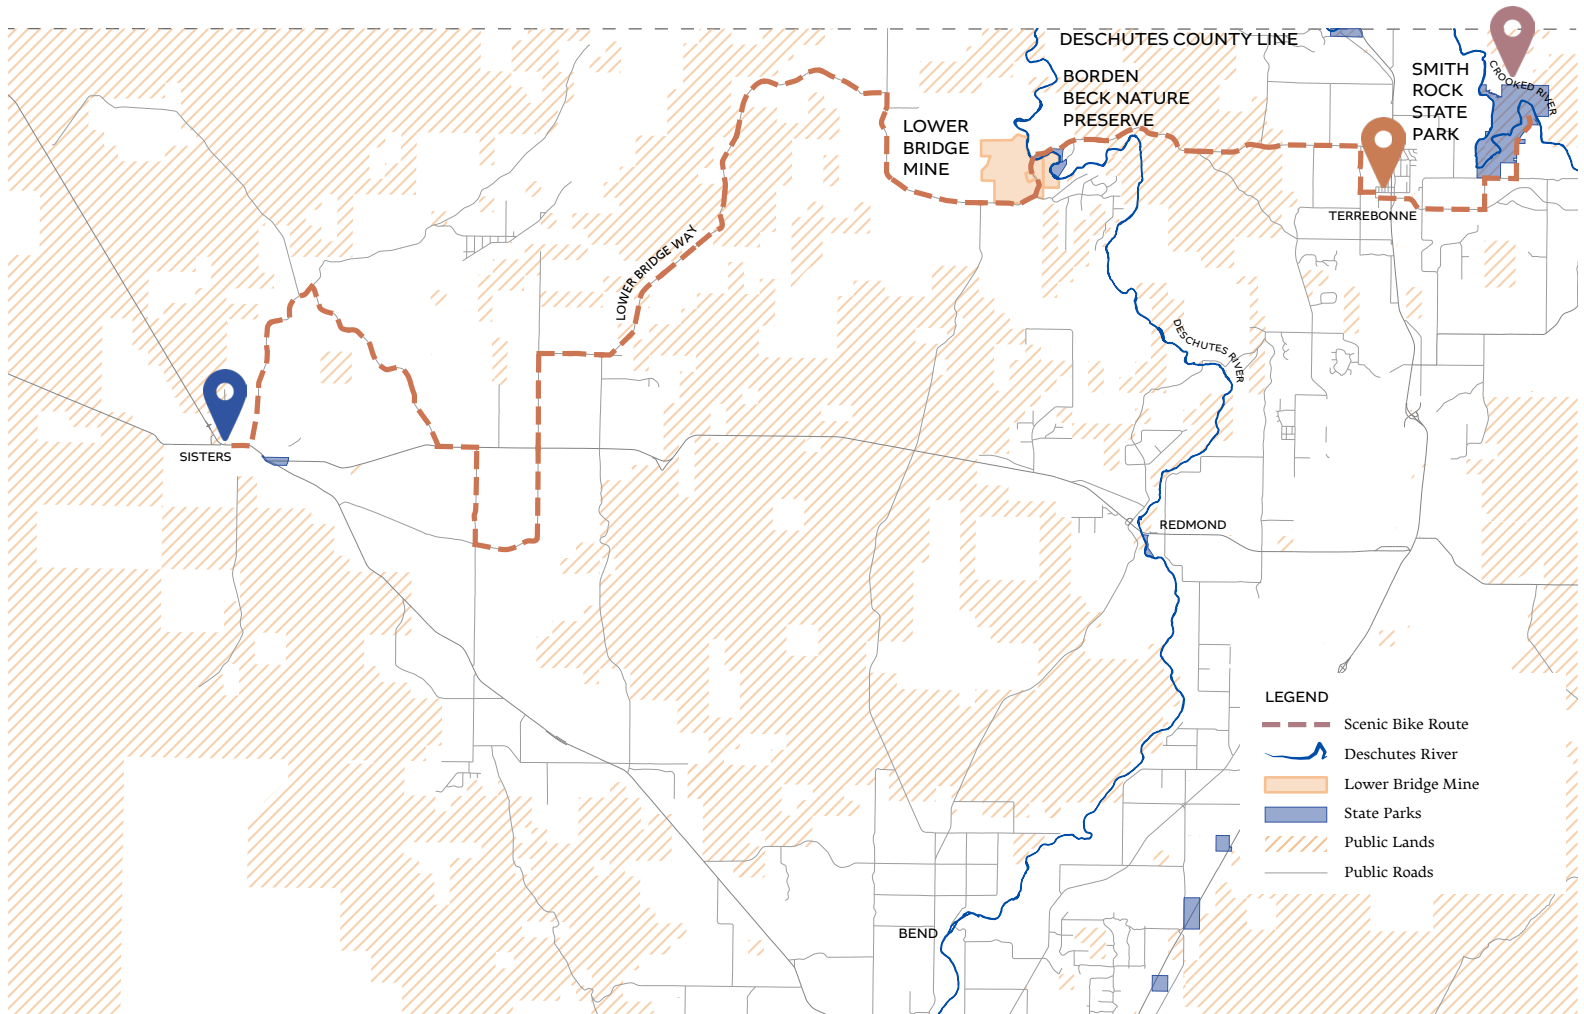 DESCHUTES COUNTY LINE
BORDEN
BECK NATURE
PRESERVE
SMITH
ROCK
STATE
PARK
CROOKED RIVER
LOWER
BRIDGE
MINE
TERREBONNE
LOWER BRIDGE WAY
DESCHUTES RIVER
SISTERS
REDMOND
BEND
LEGEND
Scenic Bike Route
Deschutes River
Lower Bridge Mine
State Parks
Public Lands
Public Roads